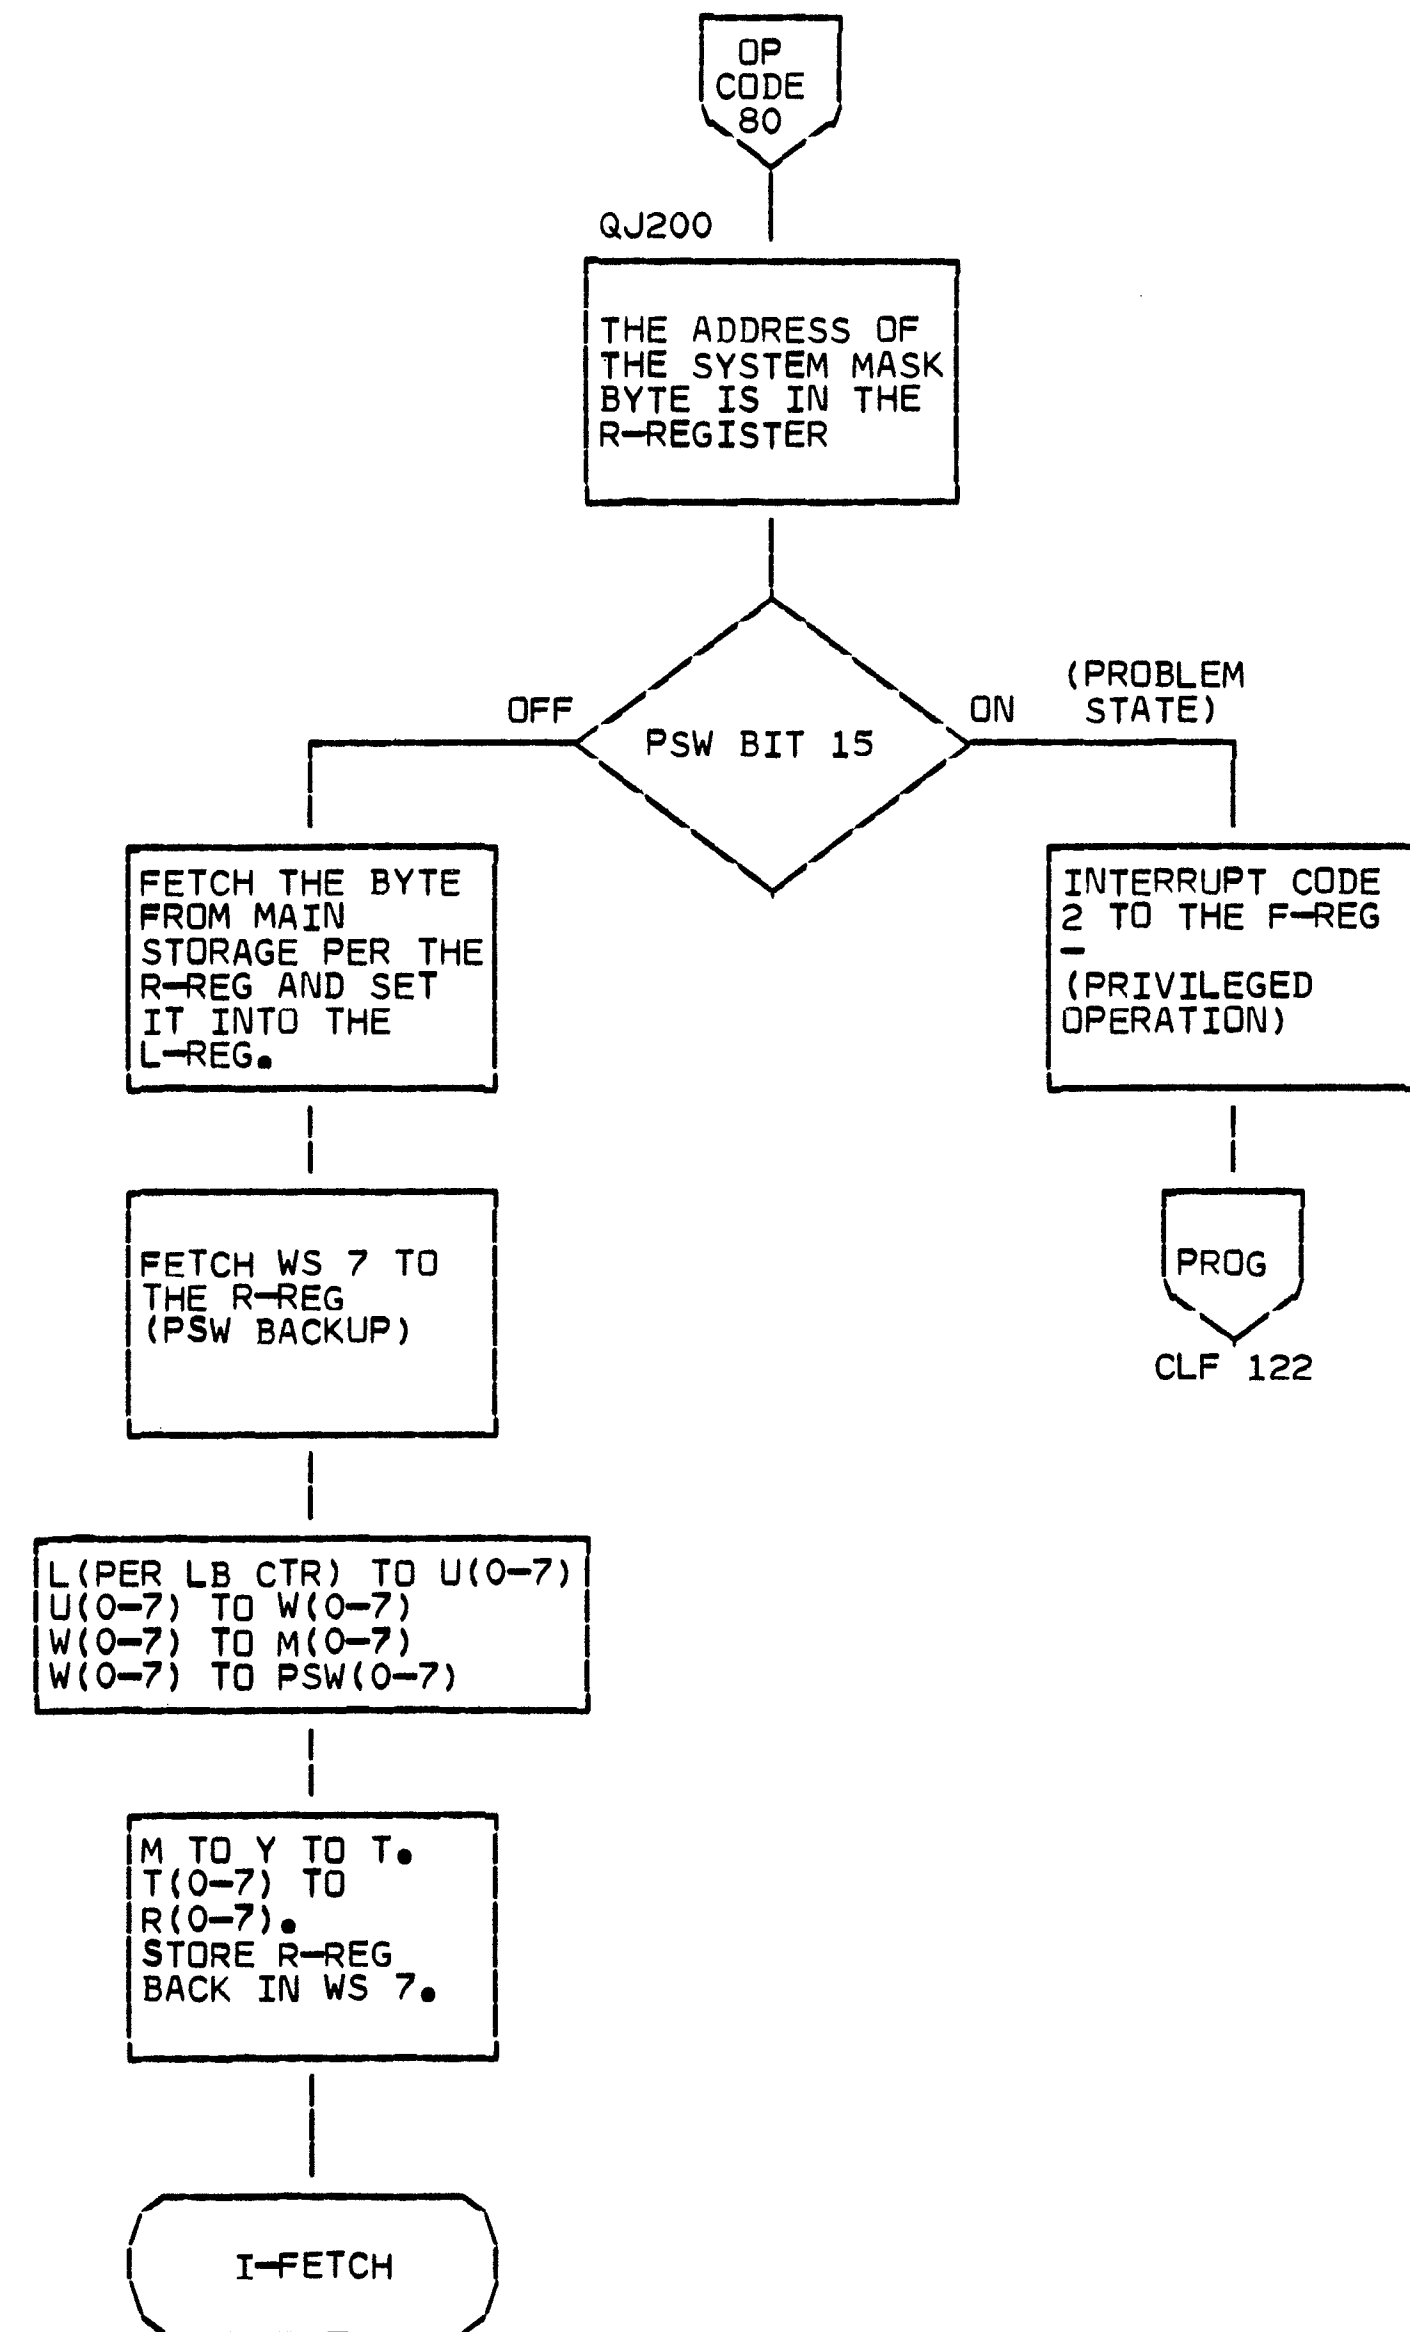 OP
CODE
80
QJ200
THE ADDRESS OF
THE SYSTEM MASK
BYTE IS IN THE
R-REGISTER
(PROBLEM
STATE)
OFF
ON
PSW BIT 15
FETCH THE BYTE
FROM MAIN
STORAGE PER THE
R-REG AND SET
IT INTO THE
L-REG.
INTERRUPT CODE
2 TO THE F-REG
-
(PRIVILEGED
OPERATION)
FETCH WS 7 TO
THE R-REG
(PSW BACKUP)
PROG
CLF 122
L(PER LB CTR) TO U(0-7)
U(0-7) TO W(0-7)
W(0-7) TO M(0-7)
W(0-7) TO PSW(0-7)
M TO Y TO T.
T(0-7) TO
R(0-7).
STORE R-REG
BACK IN WS 7.
I-FETCH